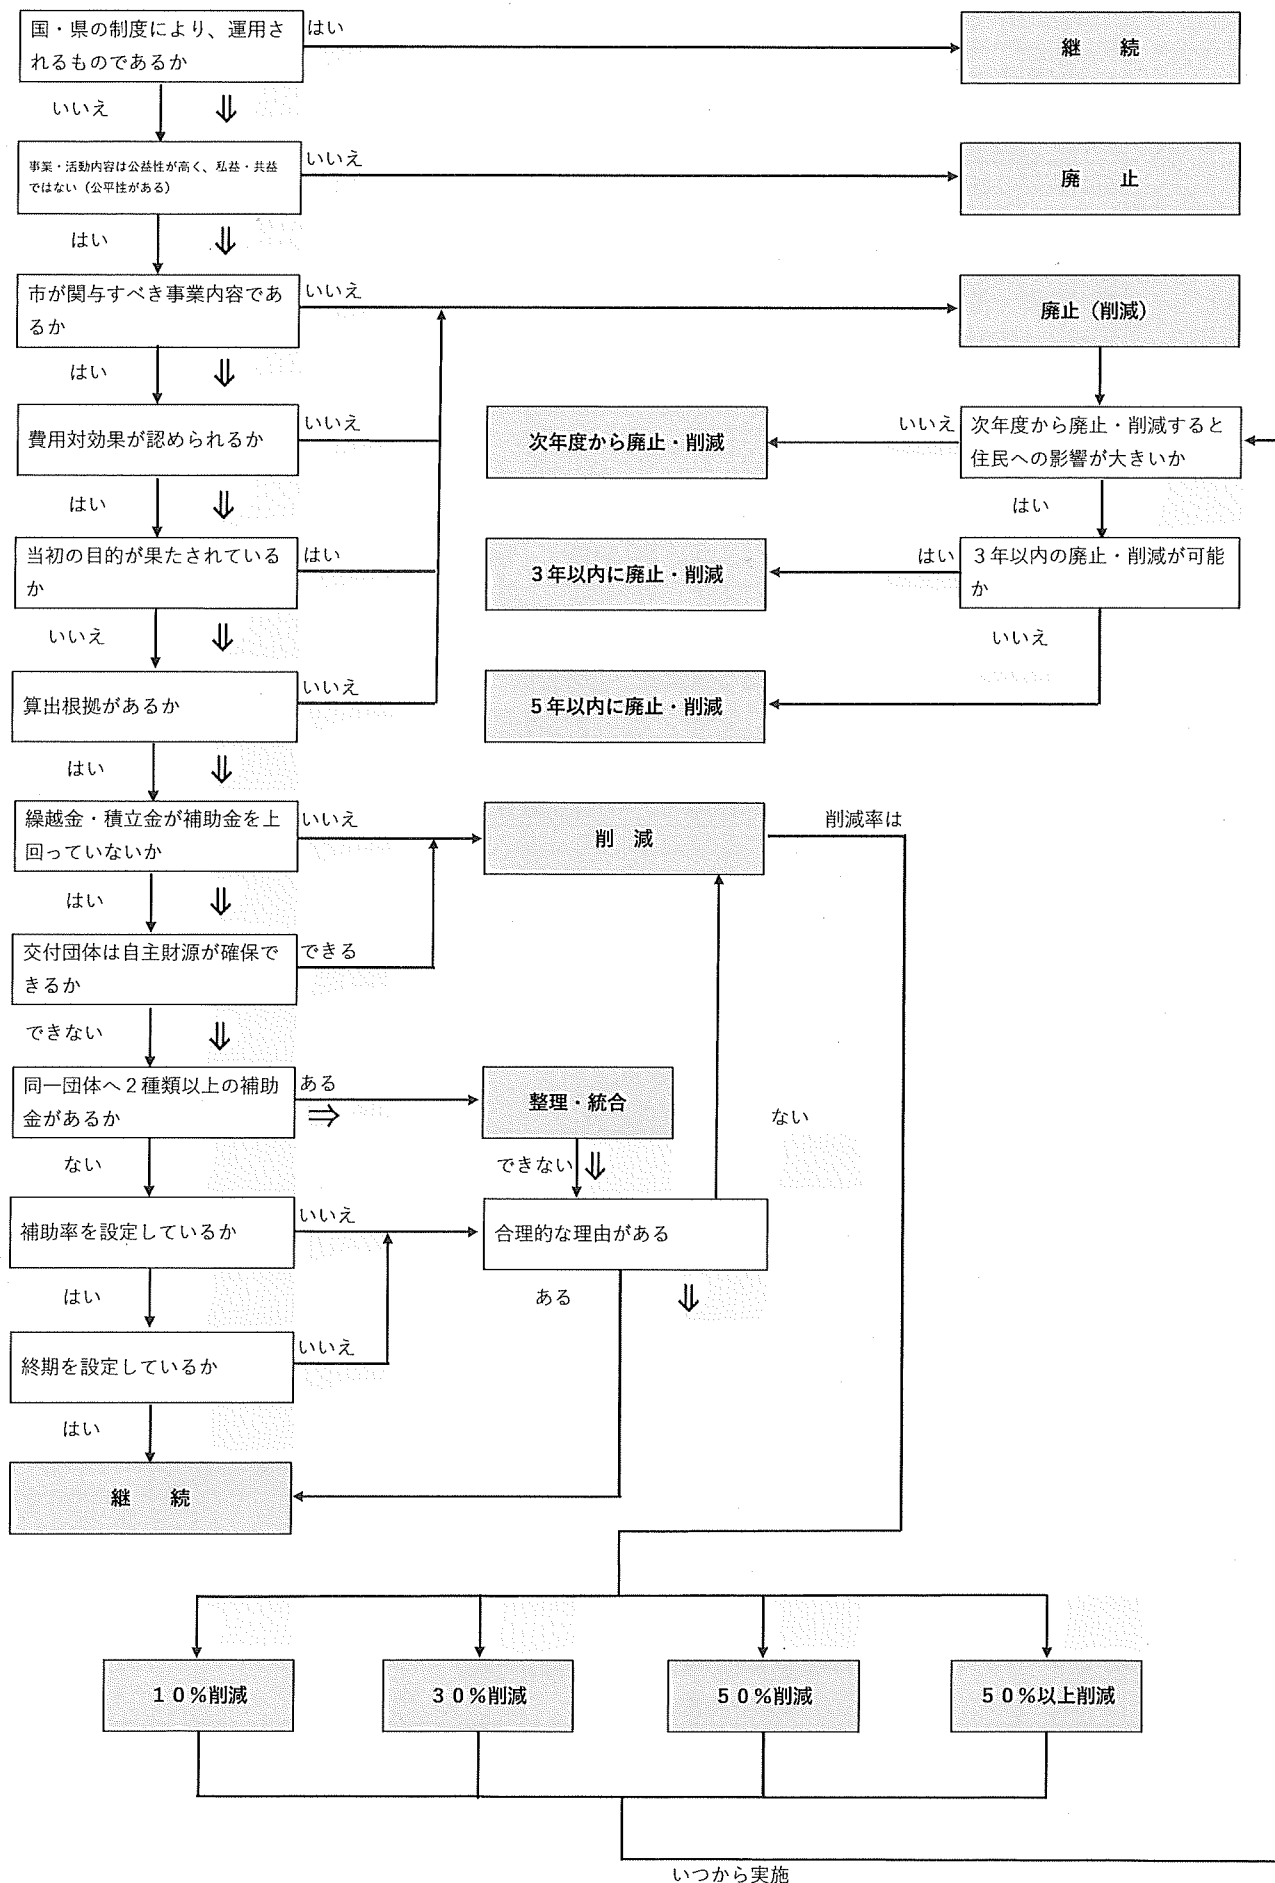 国・県の制度により、運用さ
れるものであるか
はい
継　続
いいえ
⇓
事業・活動内容は公益性が高く、私益・共益
ではない（公平性がある）
いいえ
廃　止
はい
⇓
市が関与すべき事業内容であ
るか
いいえ
廃止（削減）
はい
⇓
費用対効果が認められるか
いいえ
次年度から廃止・削減
いいえ
次年度から廃止・削減すると
住民への影響が大きいか
はい
⇓
はい
当初の目的が果たされている
か
はい
３年以内に廃止・削減
はい
３年以内の廃止・削減が可能
か
いいえ
⇓
いいえ
算出根拠があるか
いいえ
５年以内に廃止・削減
はい
⇓
繰越金・積立金が補助金を上
回っていないか
いいえ
削　減
削減率は
はい
⇓
交付団体は自主財源が確保で
きるか
できる
できない
⇓
同一団体へ２種類以上の補助
金があるか
ある
⇒
整理・統合
ない
ない
できない
⇓
補助率を設定しているか
いいえ
合理的な理由がある
はい
ある
⇓
終期を設定しているか
いいえ
はい
継　続
１０％削減
３０％削減
５０％削減
５０％以上削減
いつから実施